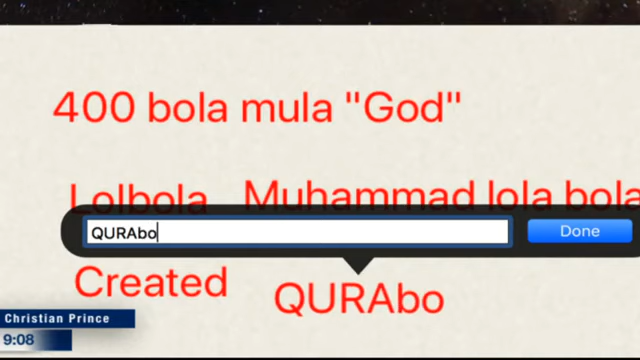 400 bola mula "God"
Lolbola Muhammad lola bola
QURAbo Done
Created QURAbo
Christian Prince
9:08